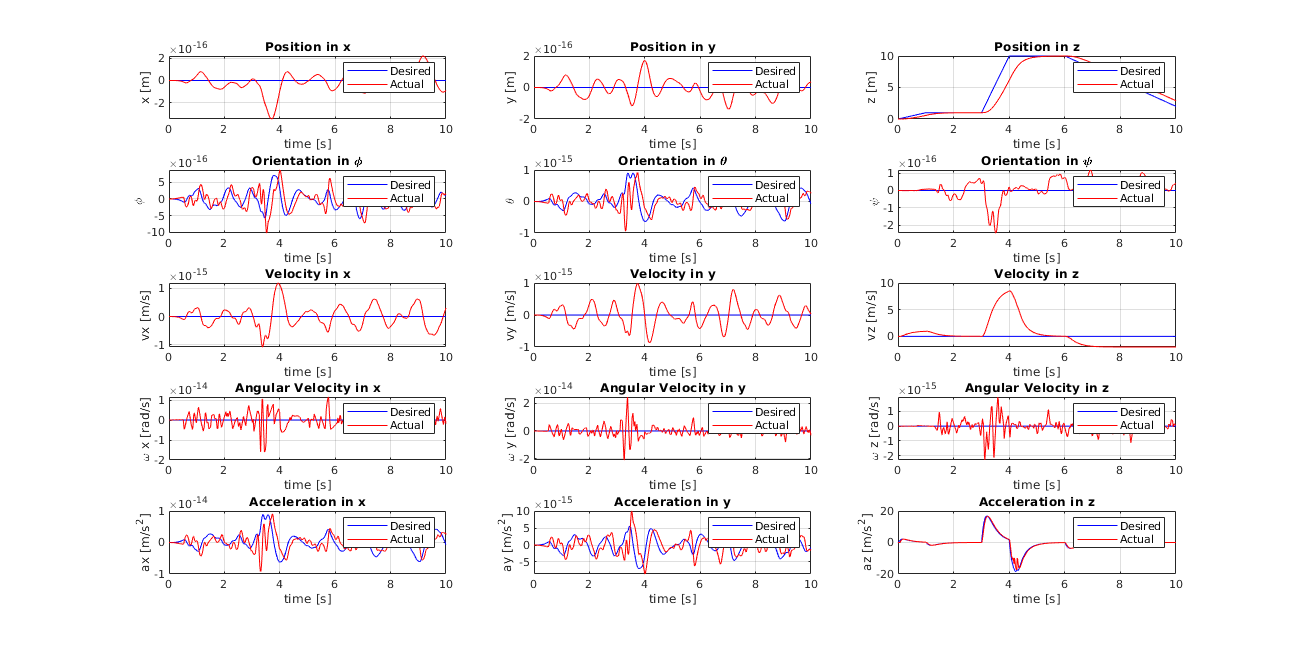 Position in x
×10^-16
x [m]
2
0
-2
Desired
Actual
0 2 4 6 8 10
time [s]
Position in y
×10^-16
y [m]
2
0
-2
Desired
Actual
0 2 4 6 8 10
time [s]
Position in z
z [m]
10
5
0
Desired
Actual
0 2 4 6 8 10
time [s]
Orientation in ϕ
×10^-16
ϕ
5
0
-5
-10
Desired
Actual
0 2 4 6 8 10
time [s]
Orientation in θ
×10^-15
θ
1
0
-1
Desired
Actual
0 2 4 6 8 10
time [s]
Orientation in ψ
×10^-16
ψ
1
0
-1
-2
Desired
Actual
0 2 4 6 8 10
time [s]
Velocity in x
×10^-15
vx [m/s]
1
0
-1
0 2 4 6 8 10
time [s]
Velocity in y
×10^-15
vy [m/s]
1
0
-1
0 2 4 6 8 10
time [s]
Velocity in z
vz [m/s]
10
0
0 2 4 6 8 10
time [s]
Angular Velocity in x
×10^-14
ω x [rad/s]
1
0
-1
-2
Desired
Actual
0 2 4 6 8 10
time [s]
Angular Velocity in y
×10^-14
ω y [rad/s]
2
0
-2
Desired
Actual
0 2 4 6 8 10
time [s]
Angular Velocity in z
×10^-15
ω z [rad/s]
1
0
-1
-2
Desired
Actual
0 2 4 6 8 10
time [s]
Acceleration in x
×10^-14
ax [m/s^2]
1
0
-1
Desired
Actual
0 2 4 6 8 10
time [s]
Acceleration in y
×10^-15
ay [m/s^2]
10
5
0
-5
Desired
Actual
0 2 4 6 8 10
time [s]
Acceleration in z
az [m/s^2]
20
0
-20
Desired
Actual
0 2 4 6 8 10
time [s]